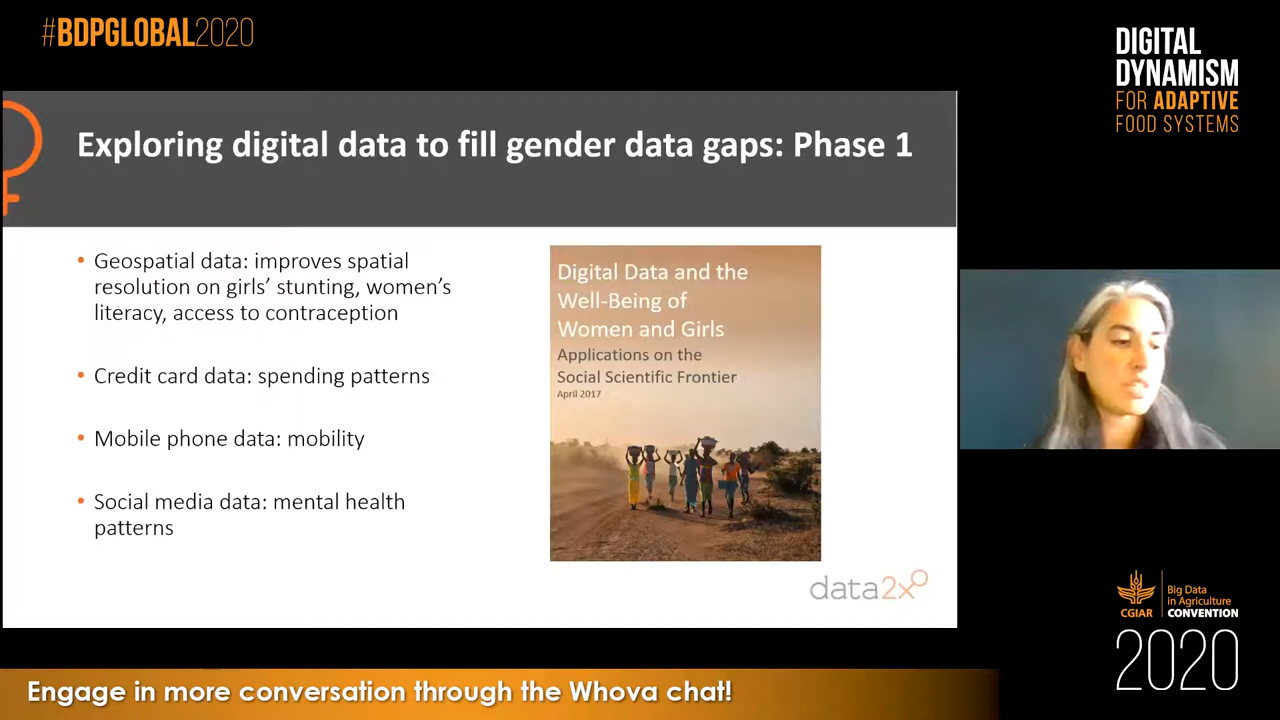 #BDPGLOBAL2020
DIGITAL
DYNAMISM
FOR ADAPTIVE
FOOD SYSTEMS
Exploring digital data to fill gender data gaps: Phase 1
• Geospatial data: improves spatial
resolution on girls’ stunting, women’s
literacy, access to contraception
• Credit card data: spending patterns
• Mobile phone data: mobility
• Social media data: mental health
patterns
Digital Data and the
Well-Being of
Women and Girls
Applications on the
Social Scientific Frontier
April 2017
data2x
CGIAR
Big Data
in Agriculture
CONVENTION
2020
Engage in more conversation through the Whova chat!